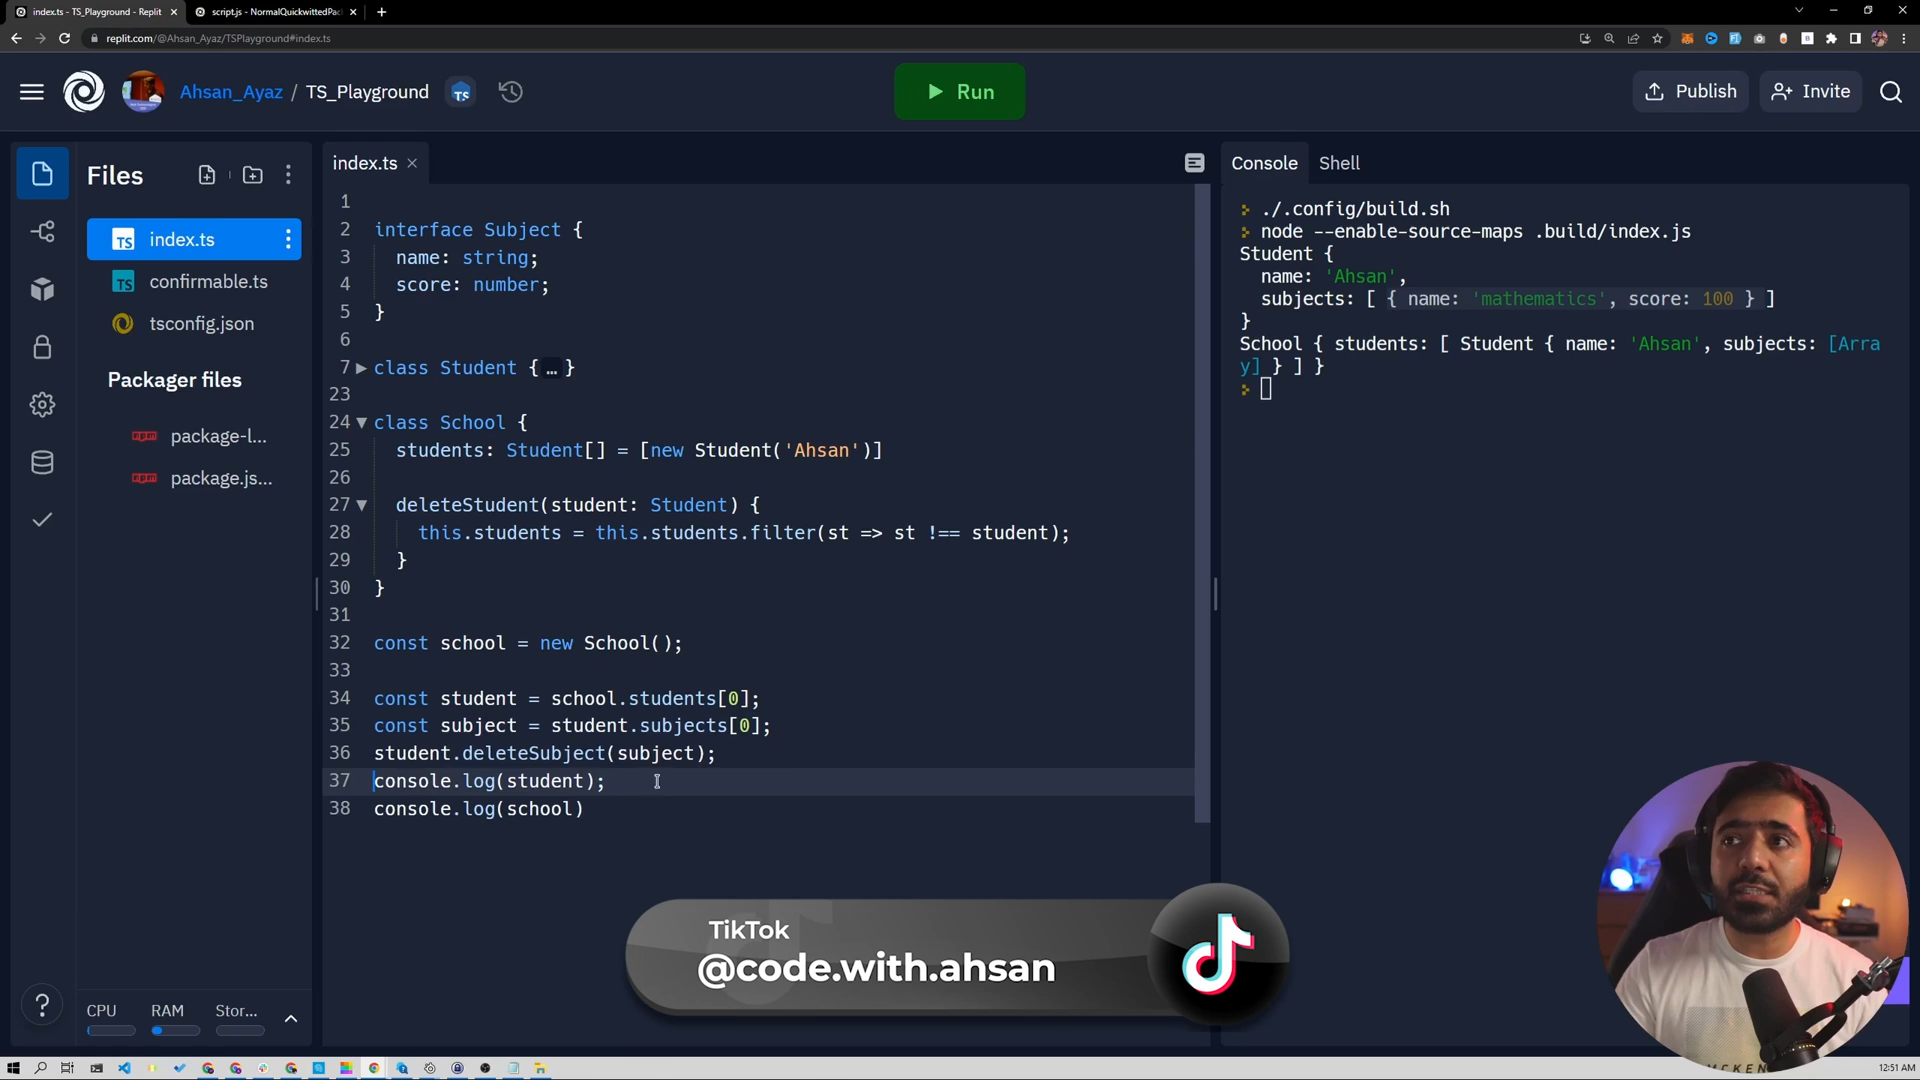 index.ts - TS_Playground - Replit
script.js - NormalQuickwittedPac
replit.com/@Ahsan_Ayaz/TSPlayground#index.ts
Ahsan_Ayaz / TS_Playground
TS
Run
Publish
Invite
Files
TS index.ts
TS confirmable.ts
tsconfig.json
Packager files
npm package-l...
npm package.js...
CPU
RAM
Stor...
index.ts
1
2 interface Subject {
3 name: string;
4 score: number;
5 }
6
7 class Student { … }
23
24 class School {
25 students: Student[] = [new Student('Ahsan')]
26
27 deleteStudent(student: Student) {
28 this.students = this.students.filter(st => st !== student);
29 }
30 }
31
32 const school = new School();
33
34 const student = school.students[0];
35 const subject = student.subjects[0];
36 student.deleteSubject(subject);
37 console.log(student);
38 console.log(school)
Console
Shell
./.config/build.sh
node --enable-source-maps .build/index.js
Student {
name: 'Ahsan',
subjects: [ { name: 'mathematics', score: 100 } ]
}
School { students: [ Student { name: 'Ahsan', subjects: [Arra
y] } ] }
TikTok
@code.with.ahsan
12:51 AM